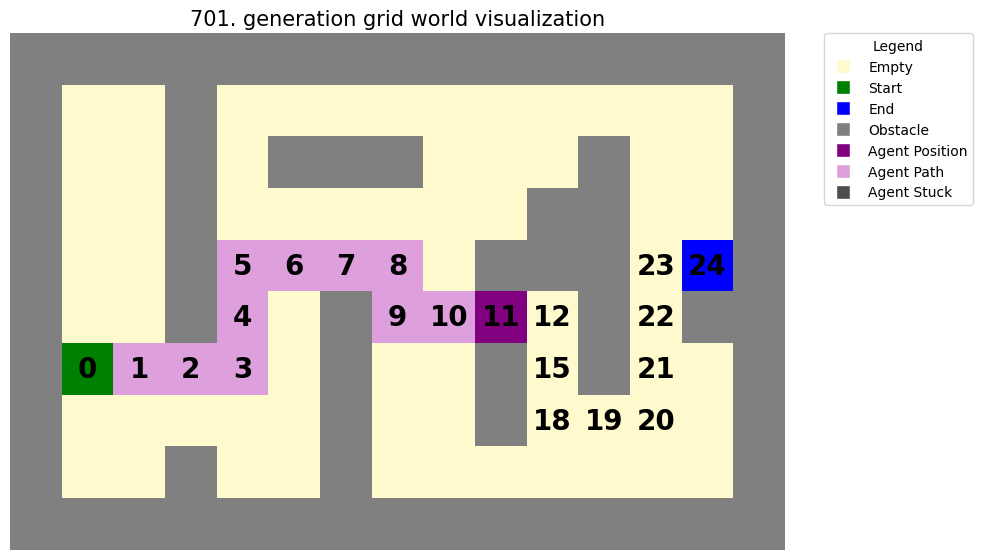 701. generation grid world visualization
Legend
Empty
Start
End
Obstacle
Agent Position
Agent Path
Agent Stuck
5 6 7 8 23 24
4 9 10 11 12 22
0 1 2 3 15 21
18 19 20